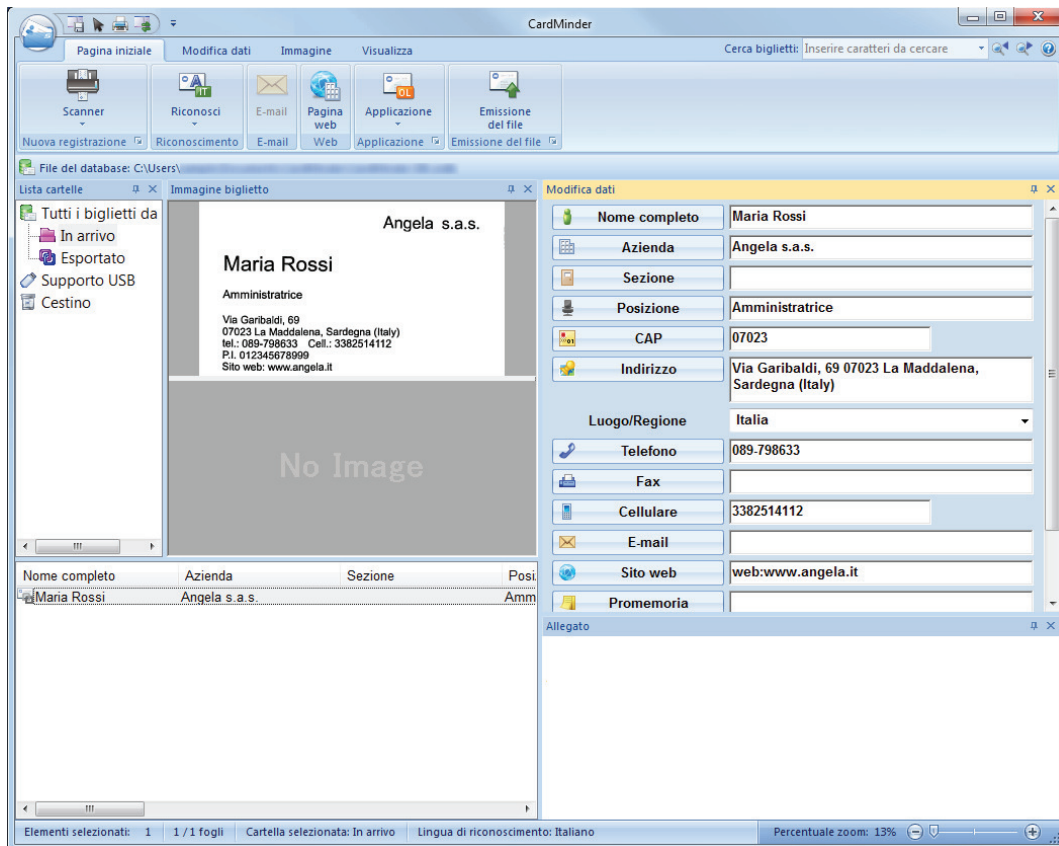 CardMinder
Pagina iniziale
Modifica dati
Immagine
Visualizza
Cerca biglietti:
Inserire caratteri da cercare
Scanner
Riconosci
E-mail
Pagina
web
Applicazione
Emissione
del file
Nuova registrazione
Riconoscimento
E-mail
Web
Applicazione
Emissione del file
File del database: C:\Users\
Lista cartelle
Tutti i biglietti da
In arrivo
Esportato
Supporto USB
Cestino
Immagine biglietto
Angela s.a.s.
Maria Rossi
Amministratrice
Via Garibaldi, 69
07023 La Maddalena, Sardegna (Italy)
tel.: 089-798633 Cell.: 3382514112
P.I. 012345678999
Sito web: www.angela.it
No Image
Modifica dati
Nome completo Maria Rossi
Azienda Angela s.a.s.
Sezione
Posizione Amministratrice
CAP 07023
Indirizzo Via Garibaldi, 69 07023 La Maddalena,
Sardegna (Italy)
Luogo/Regione Italia
Telefono 089-798633
Fax
Cellulare 3382514112
E-mail
Sito web web:www.angela.it
Promemoria
Nome completo Azienda Sezione Posi
Maria Rossi Angela s.a.s. Amm
Allegato
Elementi selezionati: 1
1 / 1 fogli
Cartella selezionata: In arrivo
Lingua di riconoscimento: Italiano
Percentuale zoom: 13%